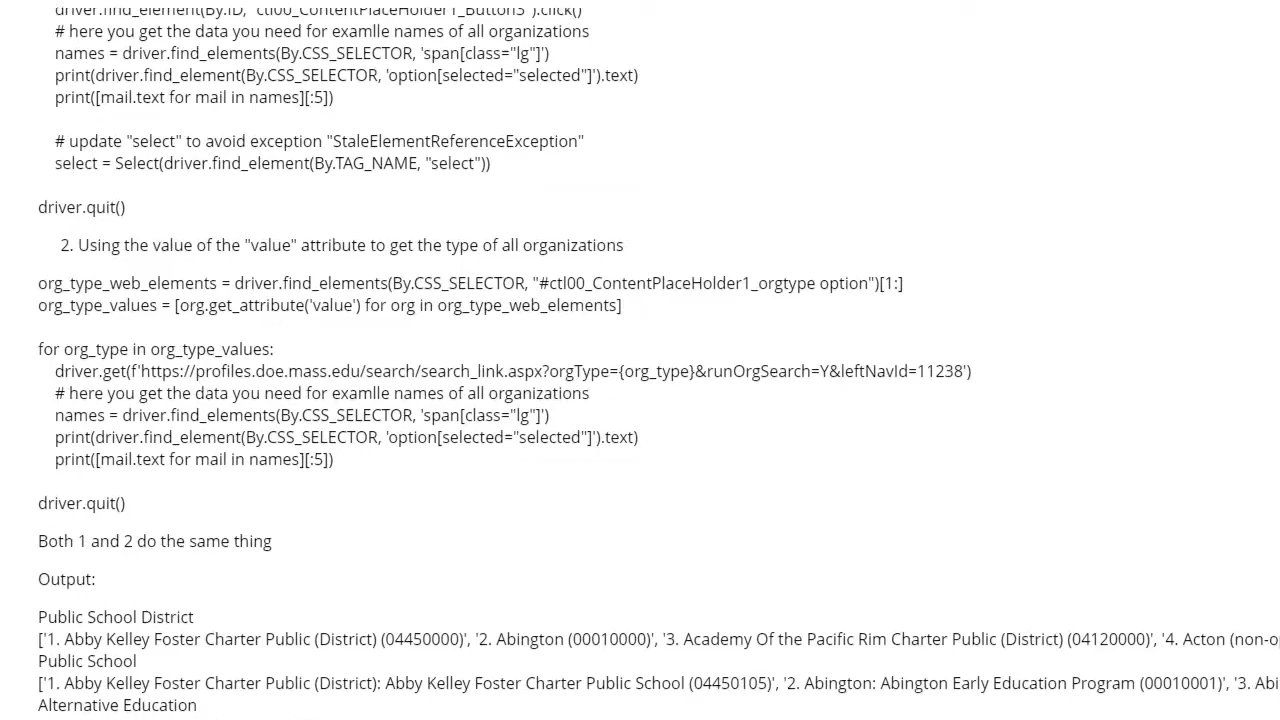 driver.find_element(By.ID, "ctl00_ContentPlaceHolder1_Button3").click()
# here you get the data you need for examlle names of all organizations
names = driver.find_elements(By.CSS_SELECTOR, 'span[class="lg"]')
print(driver.find_element(By.CSS_SELECTOR, 'option[selected="selected"]').text)
print([mail.text for mail in names][:5])
# update "select" to avoid exception "StaleElementReferenceException"
select = Select(driver.find_element(By.TAG_NAME, "select"))
driver.quit()
2. Using the value of the "value" attribute to get the type of all organizations
org_type_web_elements = driver.find_elements(By.CSS_SELECTOR, "#ctl00_ContentPlaceHolder1_orgtype option")[1:]
org_type_values = [org.get_attribute('value') for org in org_type_web_elements]
for org_type in org_type_values:
driver.get(f'https://profiles.doe.mass.edu/search/search_link.aspx?orgType={org_type}&runOrgSearch=Y&leftNavId=11238')
# here you get the data you need for examlle names of all organizations
names = driver.find_elements(By.CSS_SELECTOR, 'span[class="lg"]')
print(driver.find_element(By.CSS_SELECTOR, 'option[selected="selected"]').text)
print([mail.text for mail in names][:5])
driver.quit()
Both 1 and 2 do the same thing
Output:
Public School District
['1. Abby Kelley Foster Charter Public (District) (04450000)', '2. Abington (00010000)', '3. Academy Of the Pacific Rim Charter Public (District) (04120000)', '4. Acton (non-op
Public School
['1. Abby Kelley Foster Charter Public (District): Abby Kelley Foster Charter Public School (04450105)', '2. Abington: Abington Early Education Program (00010001)', '3. Abi
Alternative Education